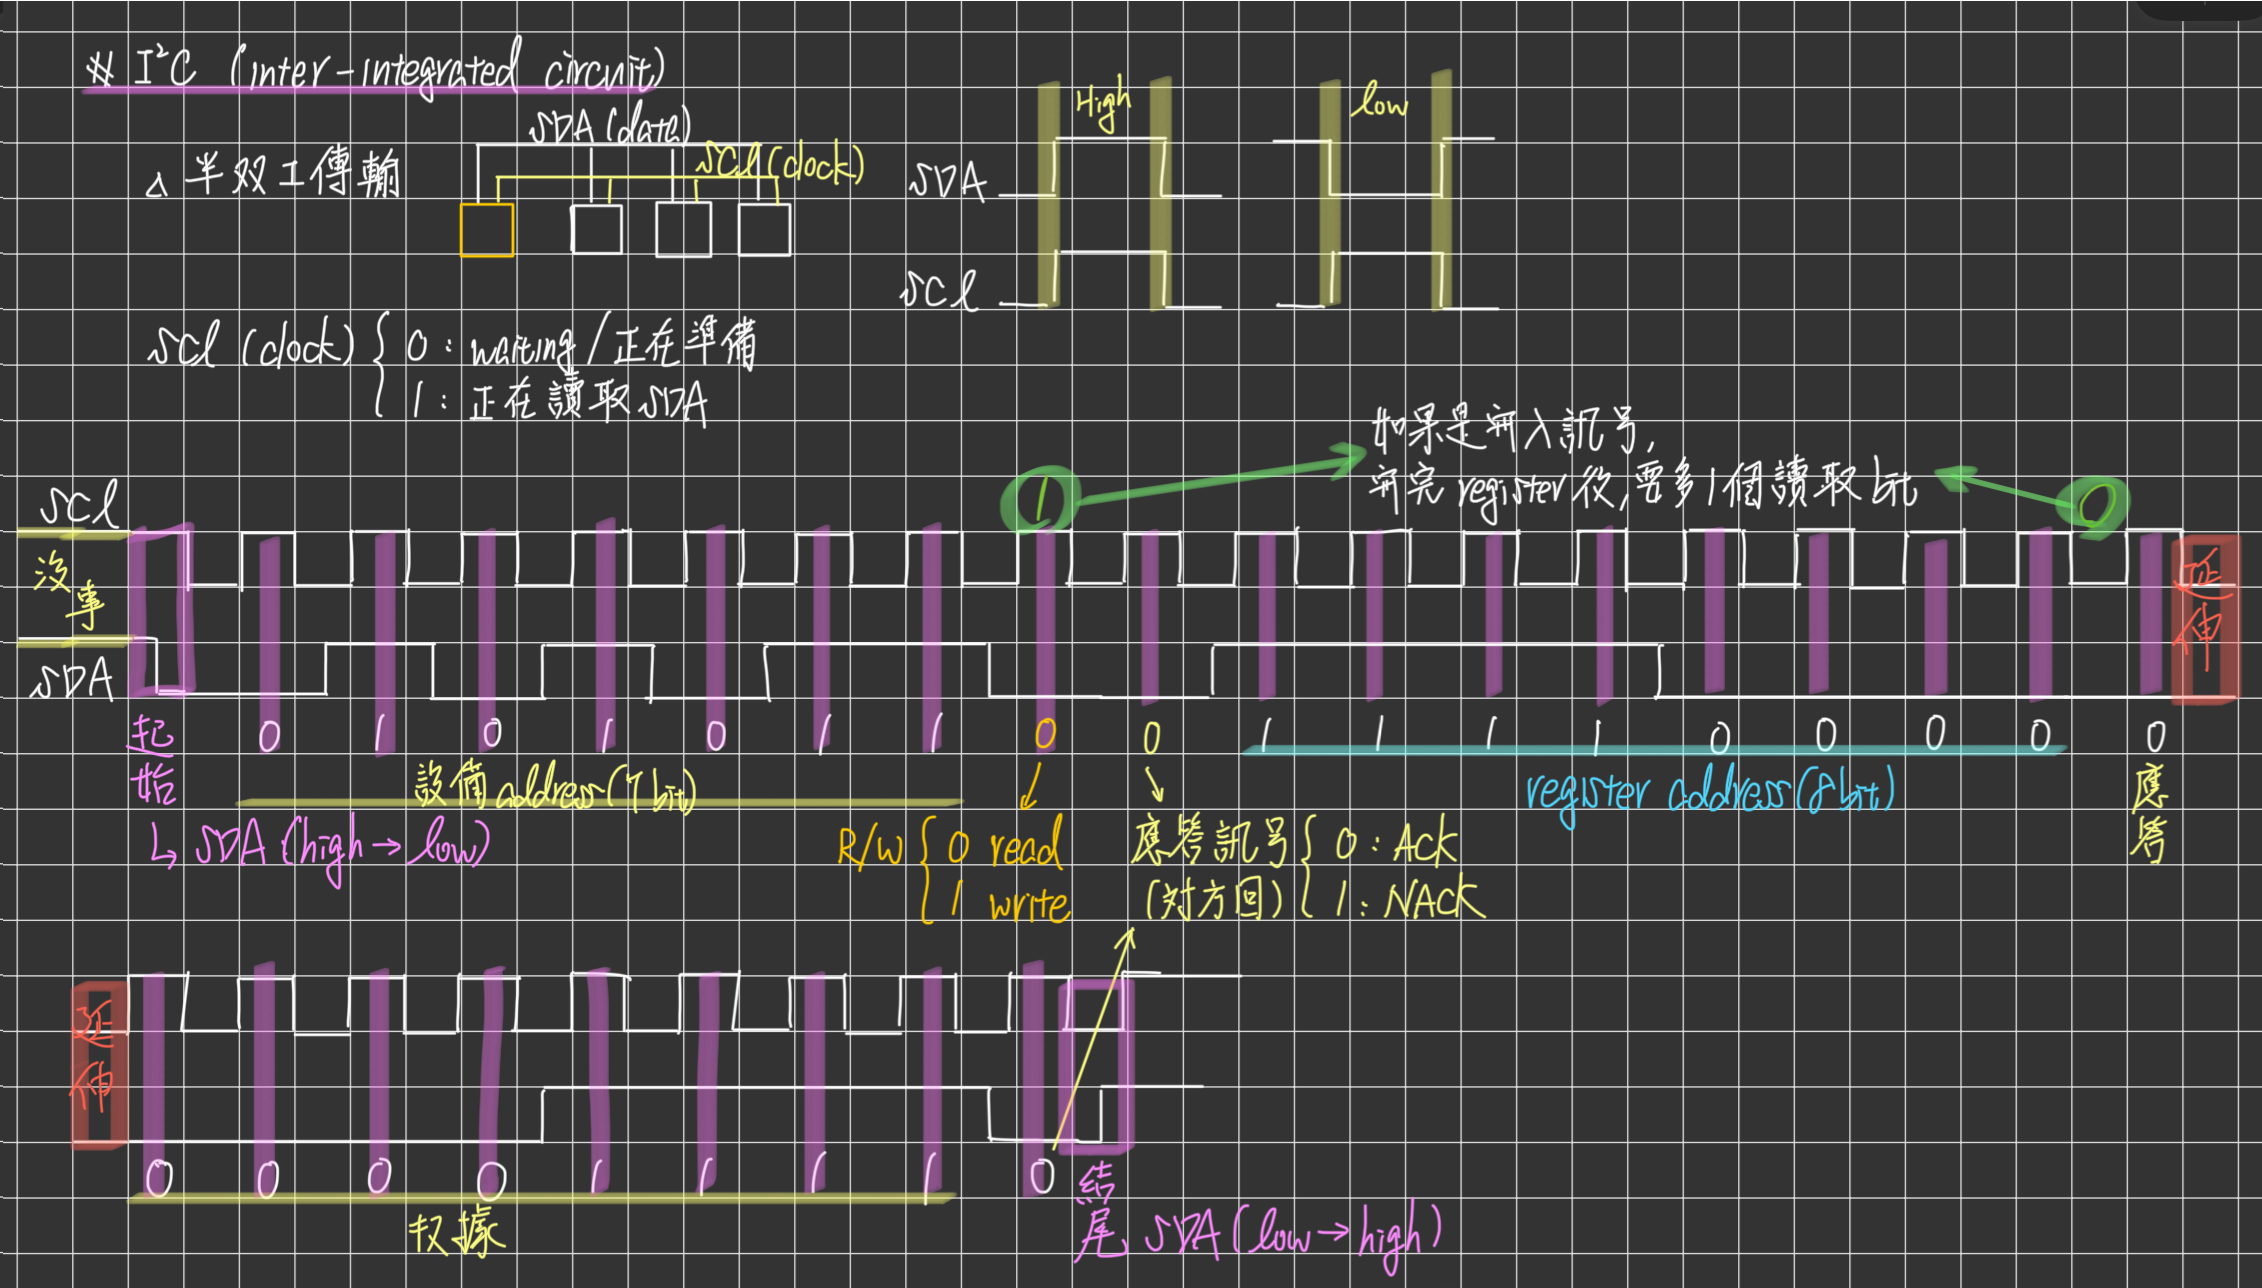 # I²C (inter-integrated circuit)
SDA (data)
SCl (clock)
△ 半双工傳輸
High
low
SDA
SCl
SCl (clock) { 0 : waiting / 正在準備
1 : 正在讀取SDA
如果是寫入訊号,
寫完 register 後, 要多1個讀取 bit
1
0
SCl
沒事
SDA
延伸
起始
0 1 0 1 0 1 1 0 0 1 1 1 1 0 0 0 0 0
設備 address (7 bit)
register address (8 bit)
應答
↳ SDA (high → low)
R/W { 0 read
1 write
應答訊号 { 0 : ACK
(対方回) 1 : NACK
延伸
0 0 0 0 1 1 1 1 0
結尾 SDA (low → high)